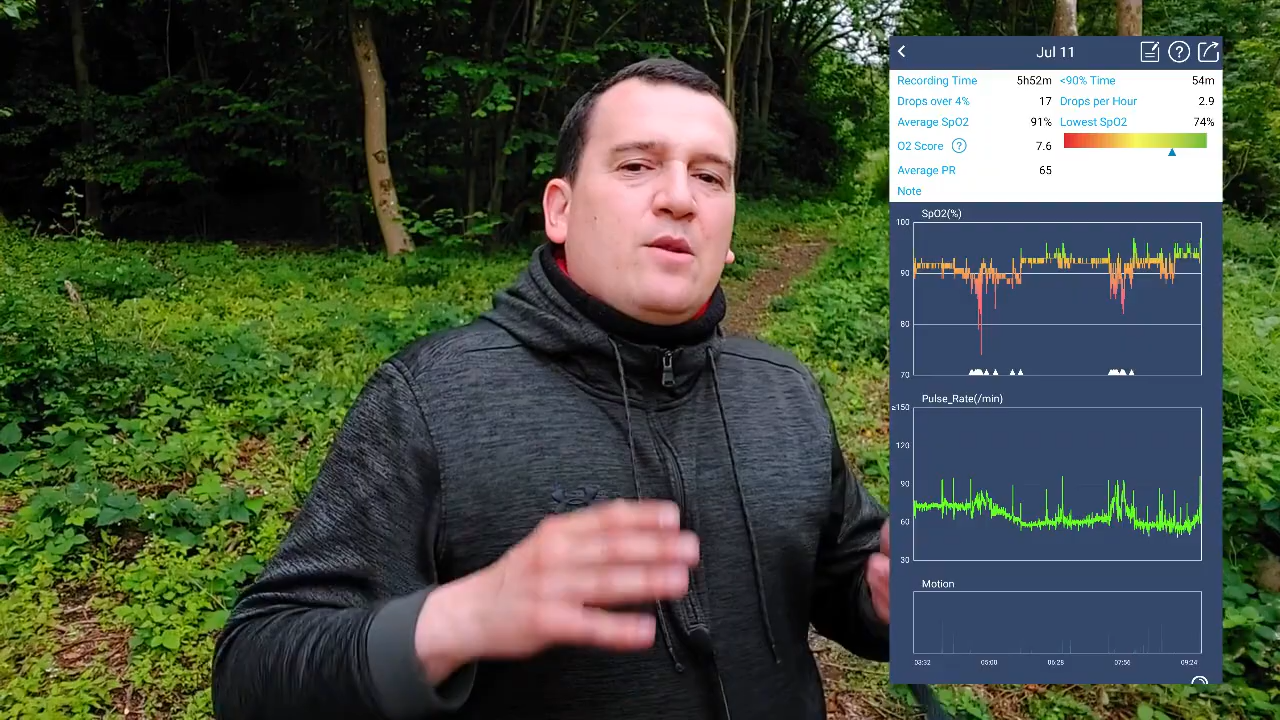 Jul 11
Recording Time 5h52m <90% Time 54m
Drops over 4% 17 Drops per Hour 2.9
Average SpO2 91% Lowest SpO2 74%
O2 Score ? 7.6
Average PR 65
Note
SpO2(%)
100
90
80
70
Pulse_Rate(/min)
≥150
120
90
60
30
Motion
03:32 05:00 06:28 07:56 09:24